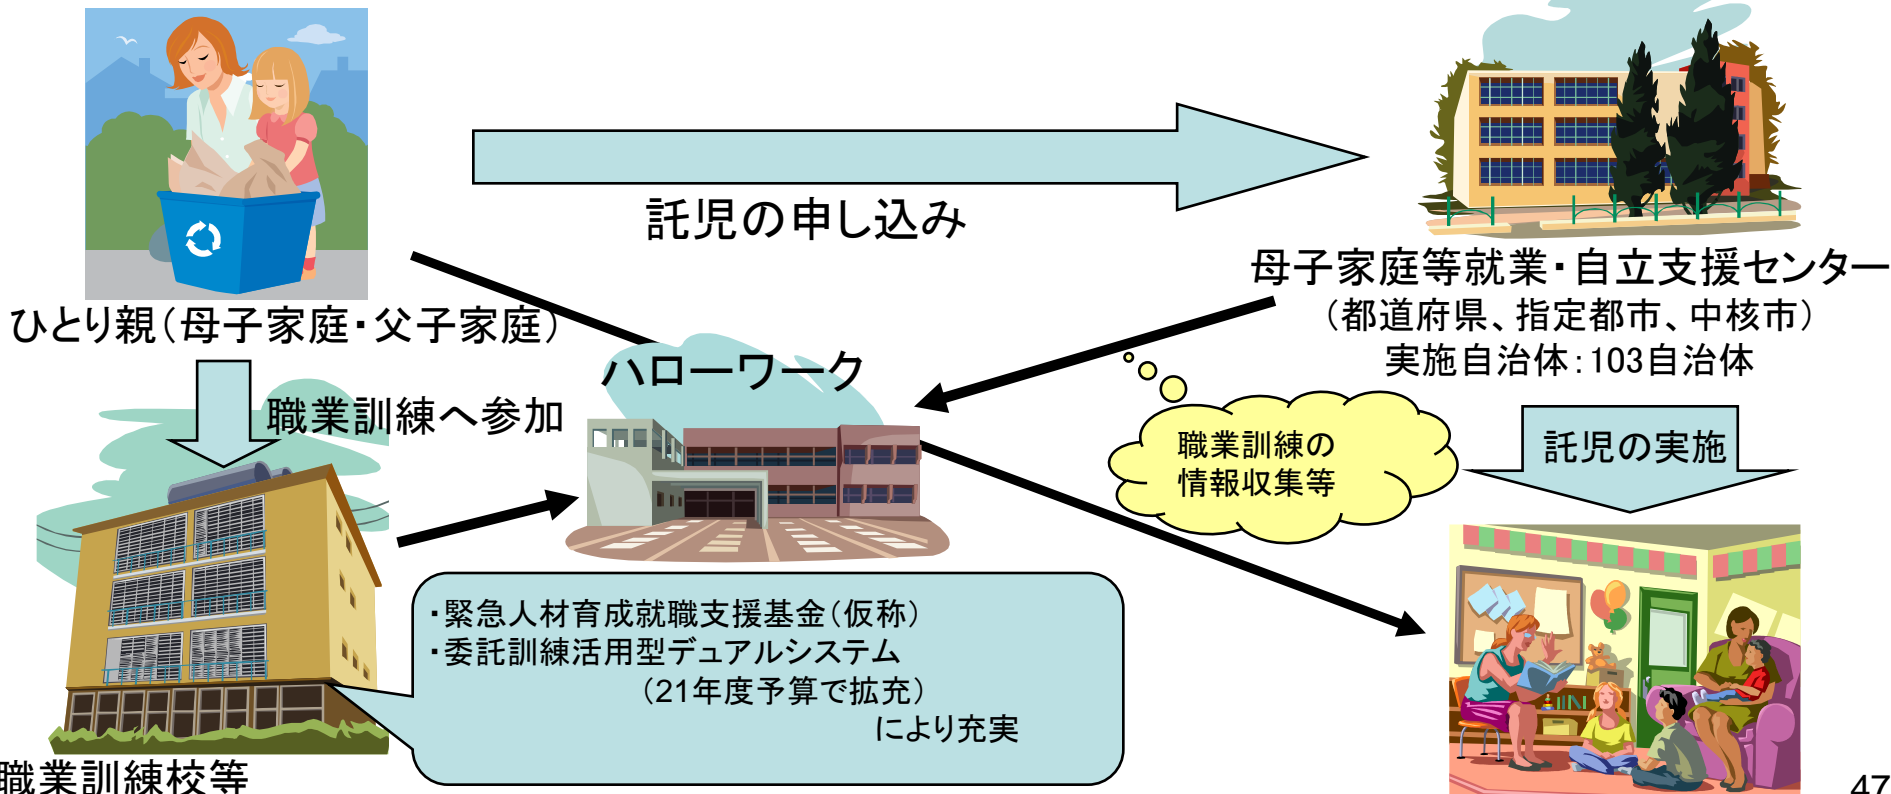 託児の申し込み
母子家庭等就業・自立支援センター
（都道府県、指定都市、中核市）
実施自治体：103自治体
ひとり親（母子家庭・父子家庭）
ハローワーク
職業訓練へ参加
職業訓練の
情報収集等
託児の実施
・緊急人材育成就職支援基金（仮称）
・委託訓練活用型デュアルシステム
（21年度予算で拡充）
により充実
職業訓練校等
47